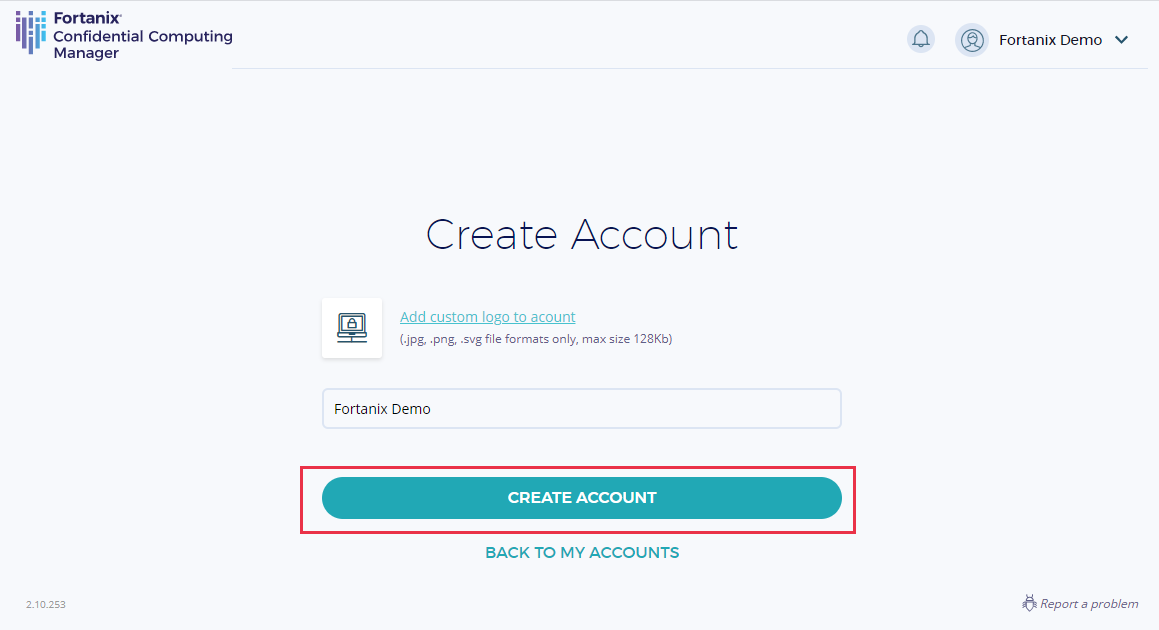 Fortanix
Confidential Computing
Manager
Fortanix Demo
Create Account
Add custom logo to acount
(.jpg, .png, .svg file formats only, max size 128Kb)
Fortanix Demo
CREATE ACCOUNT
BACK TO MY ACCOUNTS
2.10.253
Report a problem